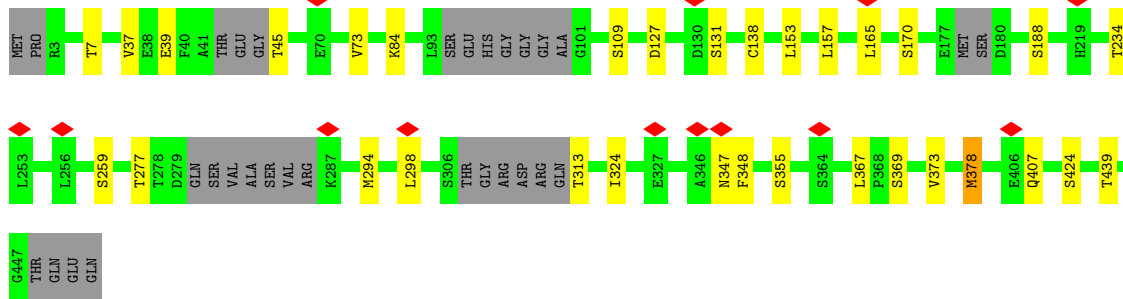 MET PRO R3 T7 V37 E38 E39 F40 A41 THR GLU GLY T45 E70 V73 K84 L93 SER GLU HIS GLY GLY GLY ALA G101 S109 D127 D130 S131 C138 L153 L157 L165 S170 E177 MET SER D180 S188 H219 T234
L253 L256 S259 T277 T278 D279 GLN SER VAL ALA SER VAL ARG K287 M294 L298 S306 THR GLY ARG ASP ARG GLN T313 I324 E327 A346 N347 F348 S355 S364 L367 P368 S369 V373 M378 E406 Q407 S424 T439
G447 THR GLN GLU GLN